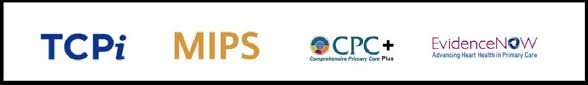 TCPi
MIPS
CPC+
Comprehensive Primary Care Plus
EvidenceNOW
Advancing Heart Health in Primary Care